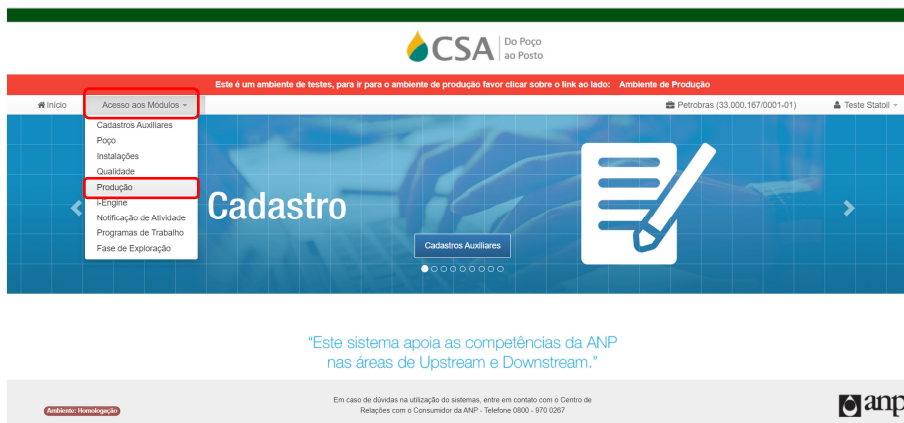 CSA Do Poço
ao Posto
Este é um ambiente de testes, para ir para o ambiente de produção favor clicar sobre o link ao lado: Ambiente de Produção
Início Acesso aos Módulos Petrobras (33.000.167/0001-01) Teste Statoil
Cadastros Auxiliares
Poço
Instalações
Qualidade
Produção
i-Engine
Notificação de Atividade
Programas de Trabalho
Fase de Exploração
Cadastro
Cadastros Auxiliares
"Este sistema apoia as competências da ANP
nas áreas de Upstream e Downstream."
Ambiente: Homologação
Em caso de dúvidas na utilização do sistemas, entre em contato com o Centro de
Relações com o Consumidor da ANP - Telefone 0800 - 970 0267
anp